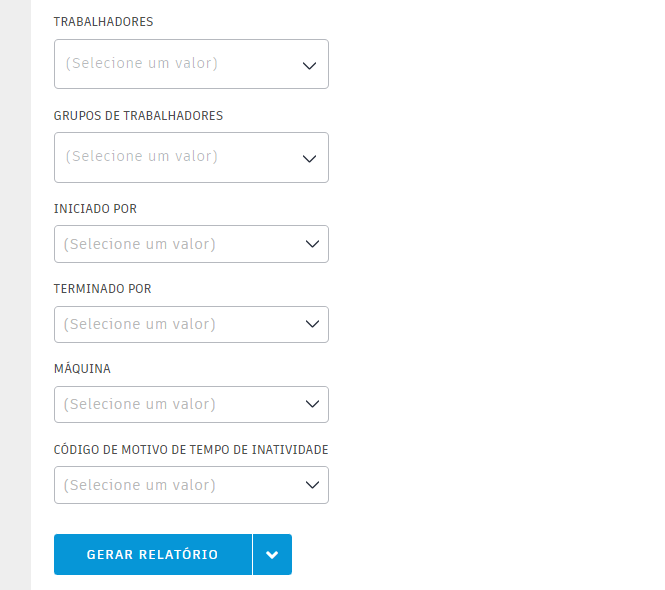 TRABALHADORES
(Selecione um valor)
GRUPOS DE TRABALHADORES
(Selecione um valor)
INICIADO POR
(Selecione um valor)
TERMINADO POR
(Selecione um valor)
MÁQUINA
(Selecione um valor)
CÓDIGO DE MOTIVO DE TEMPO DE INATIVIDADE
(Selecione um valor)
GERAR RELATÓRIO